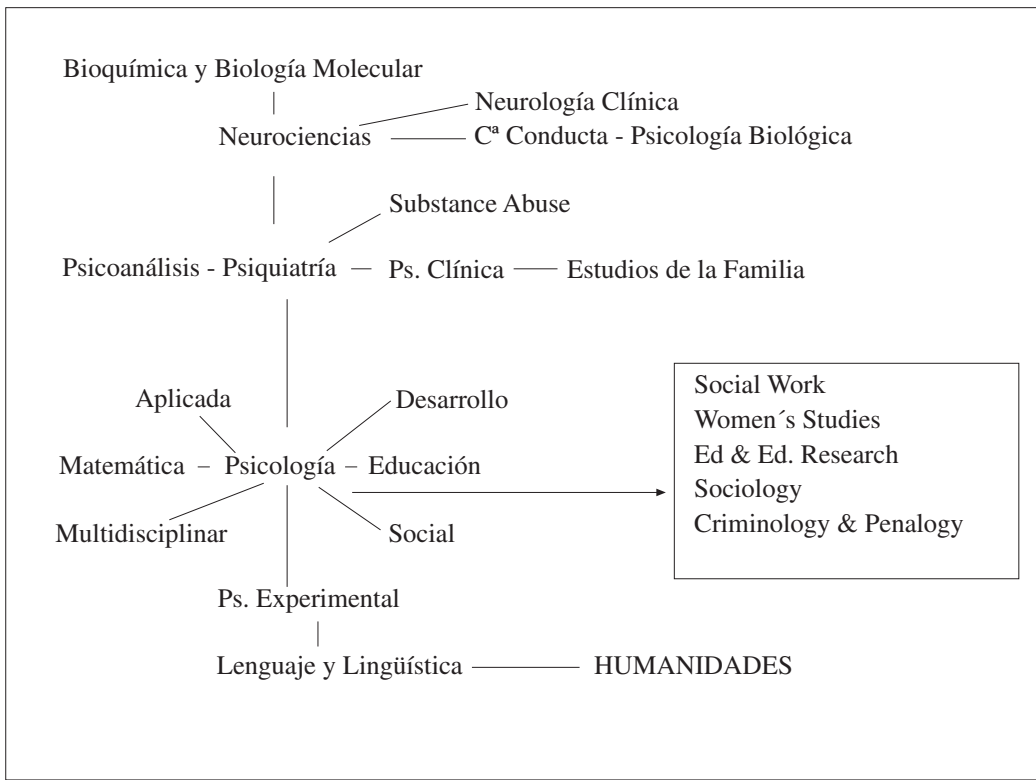 Bioquímica y Biología Molecular
Neurología Clínica
Neurociencias
Cª Conducta - Psicología Biológica
Substance Abuse
Psicoanálisis - Psiquiatría – Ps. Clínica – Estudios de la Familia
Aplicada
Desarrollo
Matemática – Psicología – Educación
Multidisciplinar
Social
Ps. Experimental
Lenguaje y Lingüística
HUMANIDADES
Social Work
Women´s Studies
Ed & Ed. Research
Sociology
Criminology & Penalogy